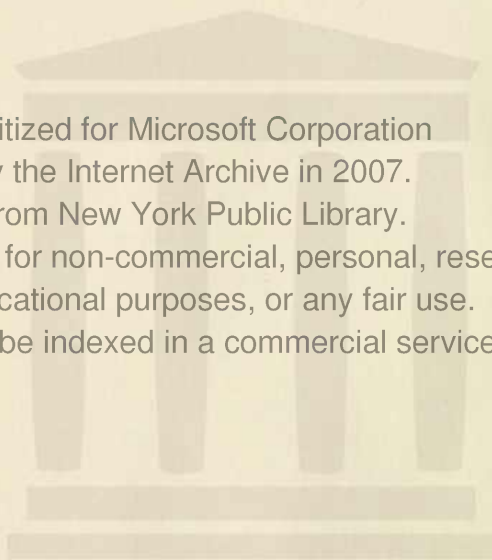 itized for Microsoft Corporation
the Internet Archive in 2007.
rom New York Public Library.
for non-commercial, personal, rese
cational purposes, or any fair use.
be indexed in a commercial service